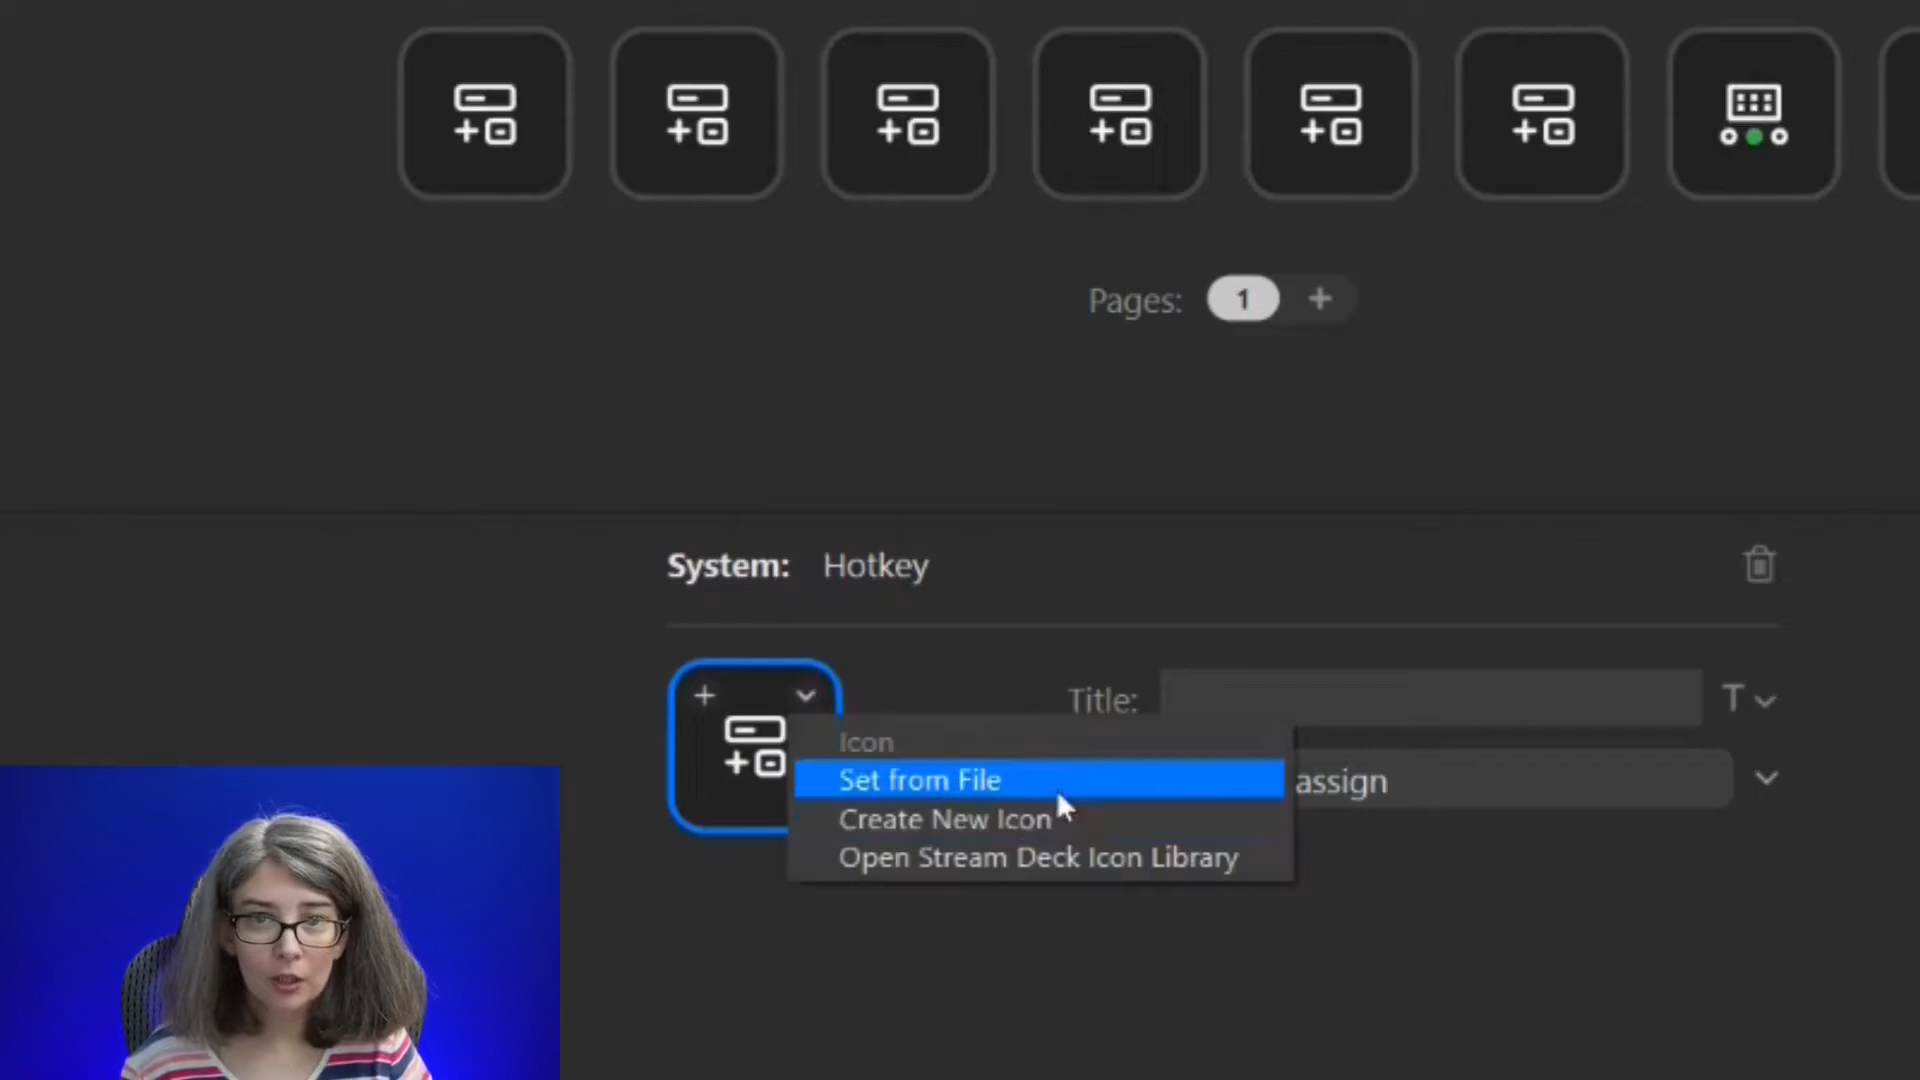 Pages: 1 +
System: Hotkey
Title: T
Icon
Set from File
assign
Create New Icon
Open Stream Deck Icon Library